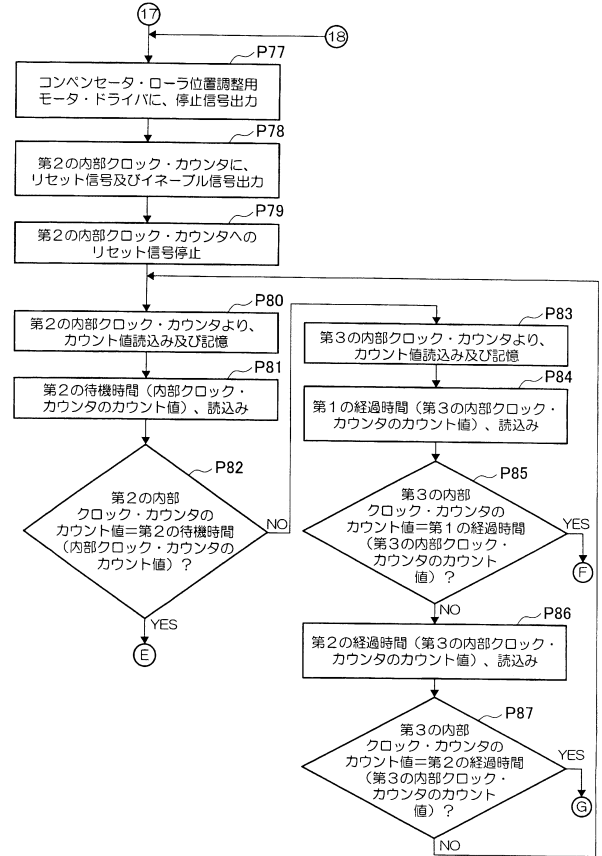 17
18
P77
コンペンセータ・ローラ位置調整用
モータ・ドライバに、停止信号出力
P78
第2の内部クロック・カウンタに、
リセット信号及びイネーブル信号出力
P79
第2の内部クロック・カウンタへの
リセット信号停止
P80
第2の内部クロック・カウンタより、
カウント値読込み及び記憶
P81
第2の待機時間（内部クロック・
カウンタのカウント値）、読込み
P82
第2の内部
クロック・カウンタの
カウント値＝第2の待機時間
（内部クロック・カウンタの
カウント値）？
NO
YES
E
P83
第3の内部クロック・カウンタより、
カウント値読込み及び記憶
P84
第1の経過時間（第3の内部クロック・
カウンタのカウント値）、読込み
P85
第3の内部
クロック・カウンタの
カウント値＝第1の経過時間
（第3の内部クロック・
カウンタのカウント
値）？
YES
F
NO
P86
第2の経過時間（第3の内部クロック・
カウンタのカウント値）、読込み
P87
第3の内部
クロック・カウンタの
カウント値＝第2の経過時間
（第3の内部クロック・
カウンタのカウント
値）？
YES
G
NO